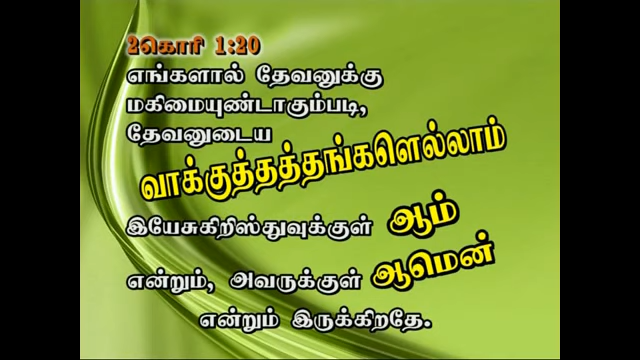 2கொரி 1:20
எங்களால் தேவனுக்கு
மகிமையுண்டாகும்படி,
தேவனுடைய
வாக்குத்தத்தங்களெல்லாம்
இயேசுகிறிஸ்துவுக்குள் ஆம்
என்றும், அவருக்குள் ஆமென்
என்றும் இருக்கிறதே.